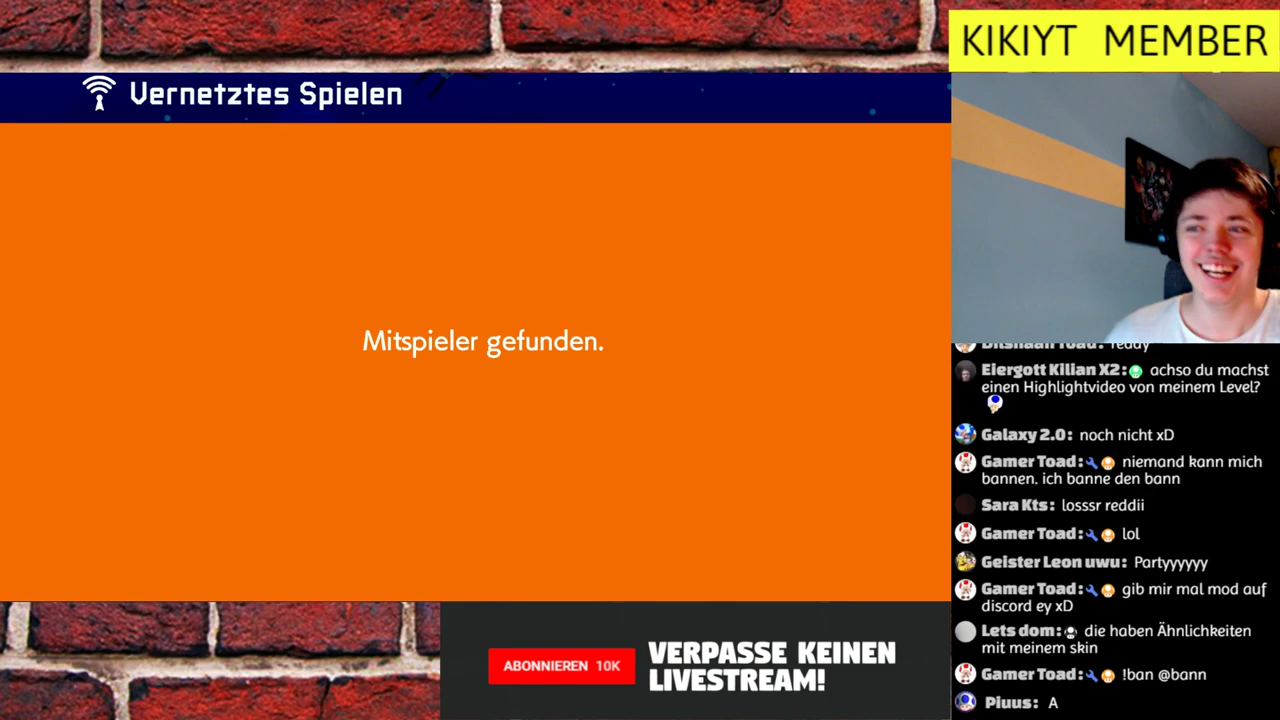 KIKIYT MEMBER
Vernetztes Spielen
Mitspieler gefunden.
Ditshaan Toad: reddy
Eiergott Kilian X2: achso du machst
einen Highlightvideo von meinem Level?
Galaxy 2.0: noch nicht xD
Gamer Toad: niemand kann mich
bannen. ich banne den bann
Sara Kts: losssr reddii
Gamer Toad: lol
Geister Leon uwu: Partyyyyyy
Gamer Toad: gib mir mal mod auf
discord ey xD
Lets dom: die haben Ähnlichkeiten
mit meinem skin
Gamer Toad: !ban @bann
Piuus: A
ABONNIEREN 10K
VERPASSE KEINEN
LIVESTREAM!